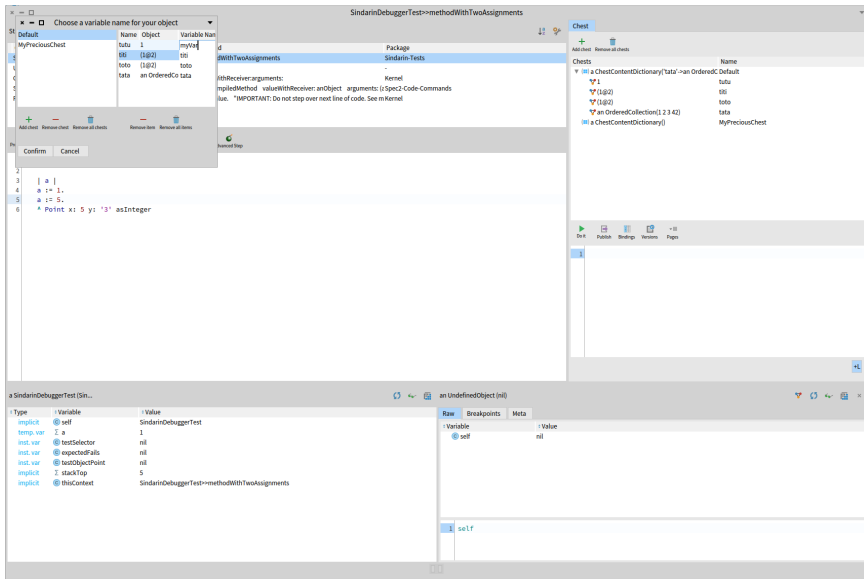 SindarinDebuggerTest>>methodWithTwoAssignments
Choose a variable name for your object
Default
MyPreciousChest
Name Object Variable Nan
tutu 1 myVar
titi (1@2) titi
toto (1@2) toto
tata an OrderedCo tata
Add chest Remove chest Remove all chests
Remove item Remove all items
Confirm Cancel
Package
dWithTwoAssignments Sindarin-Tests
-
ithReceiver:arguments: Kernel
mpiledMethod valueWithReceiver: anObject arguments: (z Spec2-Code-Commands
lue. "IMPORTANT: Do not step over next line of code. See m Kernel
dvanced Step
2
3 | a |
4 a := 1.
5 a := 5.
6 ^ Point x: 5 y: '3' asInteger
Chest
Add chest Remove all chests
Chests Name
a ChestContentDictionary('tata'->an OrderedC Default
1 tutu
(1@2) titi
(1@2) toto
an OrderedCollection(1 2 3 42) tata
a ChestContentDictionary() MyPreciousChest
Do it Publish Bindings Versions Pages
1
+L
a SindarinDebuggerTest (Sin...
Type Variable Value
implicit self SindarinDebuggerTest
temp. var a 1
inst. var testSelector nil
inst. var expectedFails nil
inst. var testObjectPoint nil
implicit stackTop 5
implicit thisContext SindarinDebuggerTest>>methodWithTwoAssignments
an UndefinedObject (nil)
Raw Breakpoints Meta
Variable Value
self nil
1 self